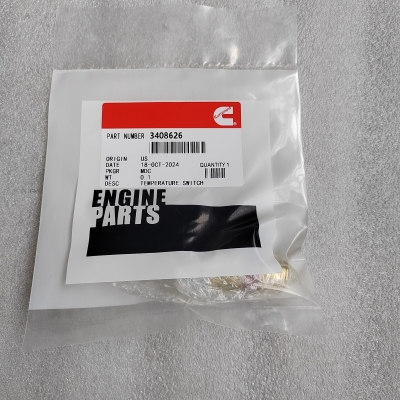 PART NUMBER 3408626
ORIGIN US
DATE 18-OCT-2024 QUANTITY 1
PKGR MDC
WT 0.1
DESC TEMPERATURE SWITCH
ENGINE
PARTS